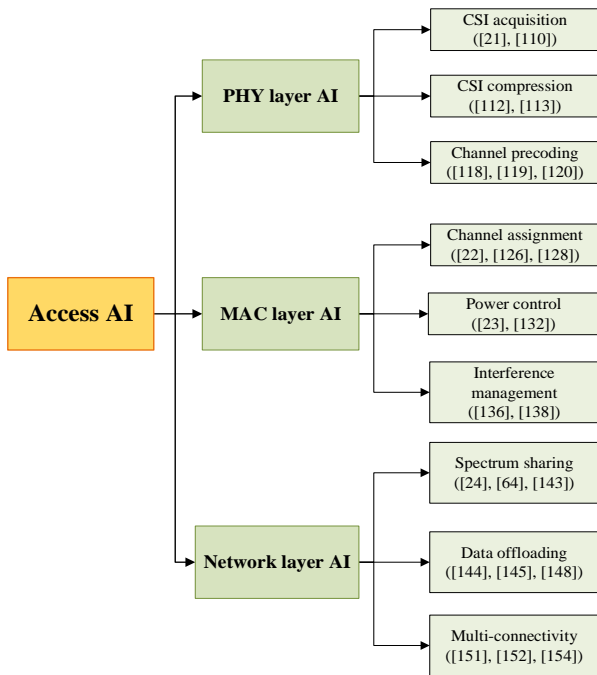 Access AI
PHY layer AI
CSI acquisition
([21], [110])
CSI compression
([112], [113])
Channel precoding
([118], [119], [120])
MAC layer AI
Channel assignment
([22], [126], [128])
Power control
([23], [132])
Interference
management
([136], [138])
Network layer AI
Spectrum sharing
([24], [64], [143])
Data offloading
([144], [145], [148])
Multi-connectivity
([151], [152], [154])